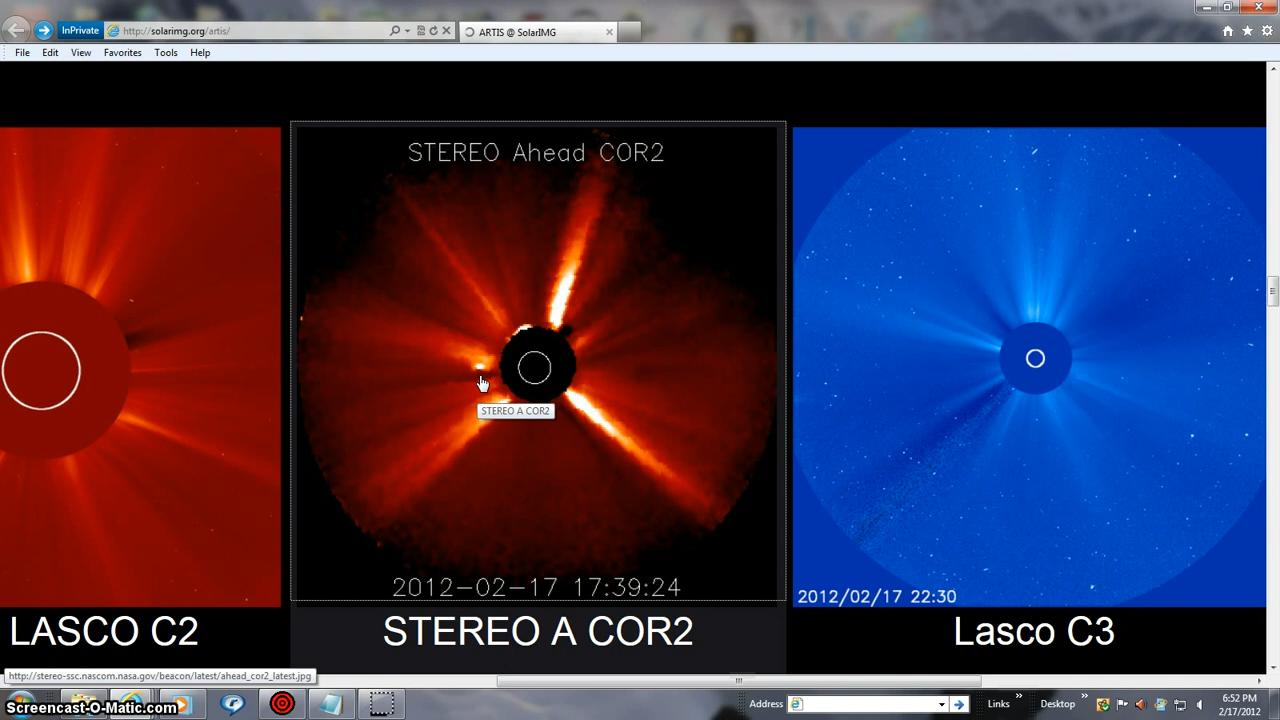 InPrivate
http://solarimg.org/artis/
ARTIS @ SolarIMG
File Edit View Favorites Tools Help
STEREO Ahead COR2
STEREO A COR2
2012-02-17 17:39:24
2012/02/17 22:30
LASCO C2
STEREO A COR2
Lasco C3
http://stereo-ssc.nascom.nasa.gov/beacon/latest/ahead_cor2_latest.jpg
Screencast-O-Matic.com
Address
Links
Desktop
6:52 PM
2/17/2012